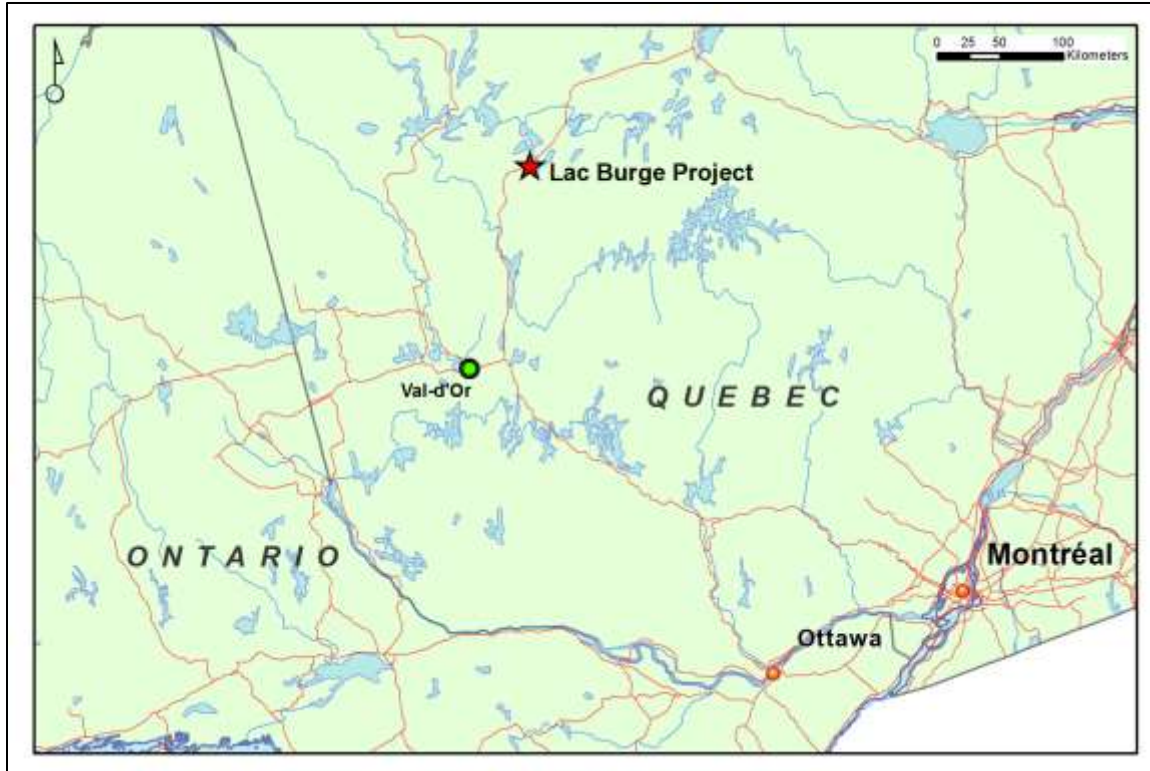 0 25 50 100
Kilometers
Lac Burge Project
Val-d'Or
QUEBEC
ONTARIO
Montréal
Ottawa